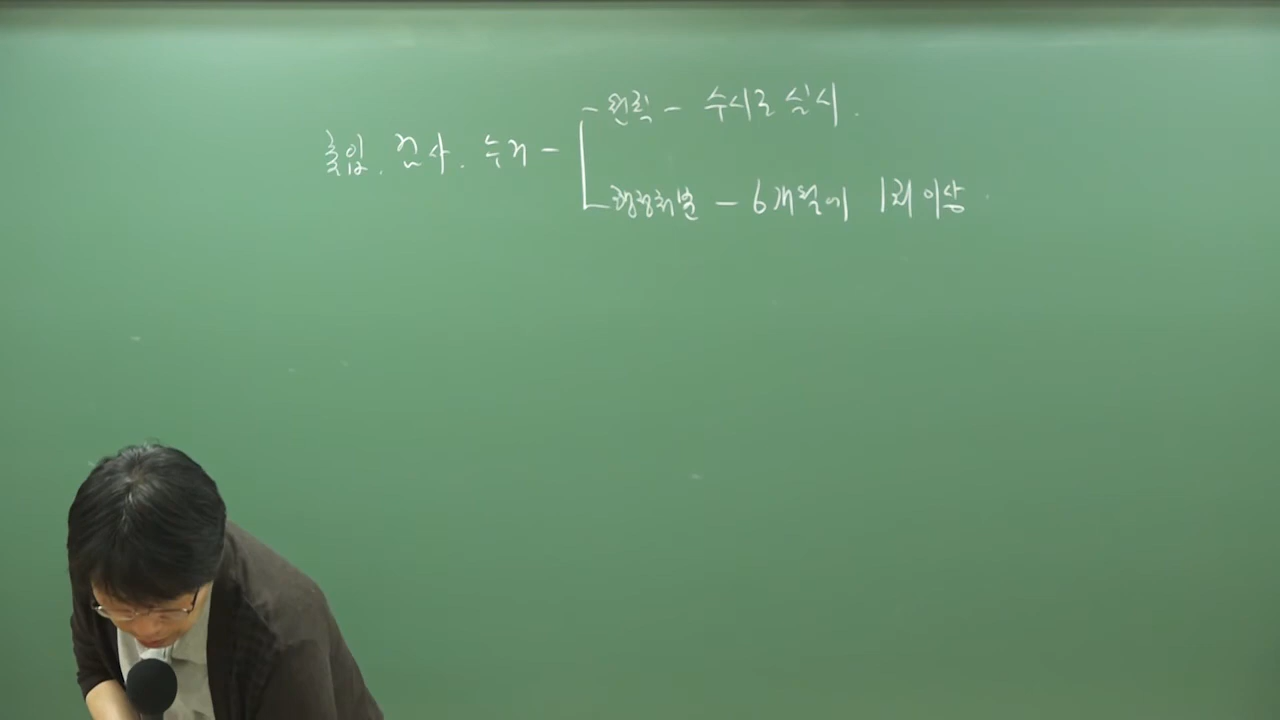 - 원칙 - 수시로 실시.
출입. 검사. 수거 -
행정처벌 - 6개월에 1회 이상